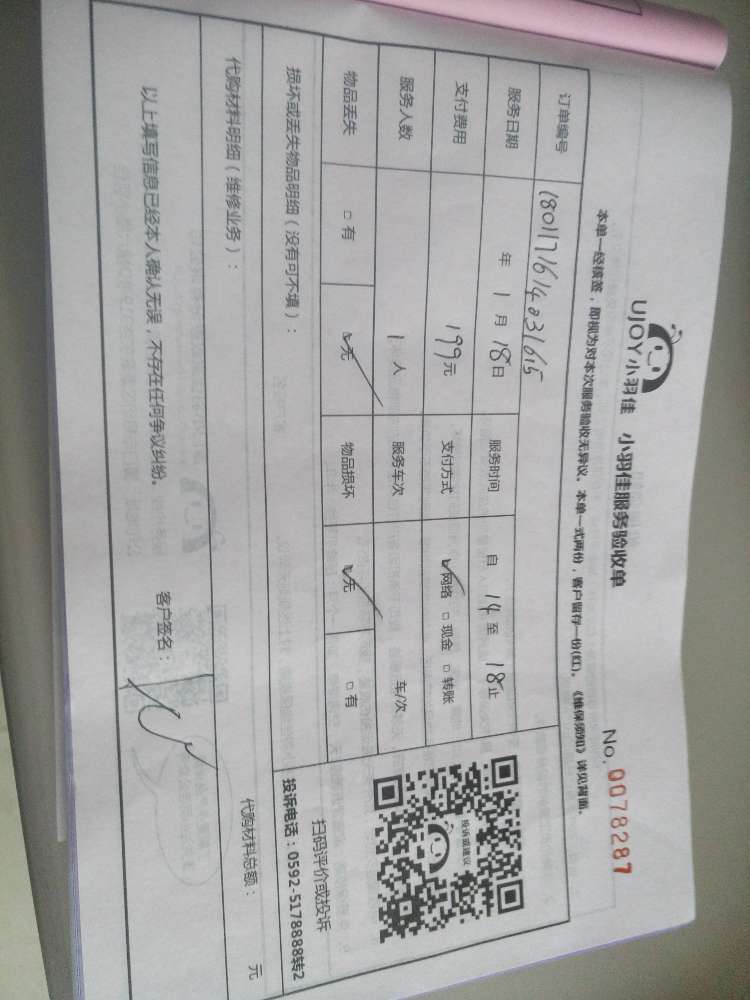 UJOY小羽佳 小羽佳服务验收单
No. 0078287
本单一经核签，即视为对本次服务验收无异议。本单一式两份，客户留存一份(红)。《维保须知》详见背面。
订单编号 180117161403161５
服务日期 年 1 月 18 日 服务时间 自 14 至 18 止
支付费用 199元 支付方式 ☑网络 □现金 □转账
服务人数 1 人 服务车次 车/次
物品丢失 □有 ☑无 物品损坏 ☑无 □有
投诉或建议
扫码评价或投诉
投诉电话：0592-5178888转2
损坏或丢失物品明细（没有可不填）：
代购材料明细（维修业务）： 代购材料总额： 元
以上填写信息已经本人确认无误，不存在任何争议纠纷。 客户签名：